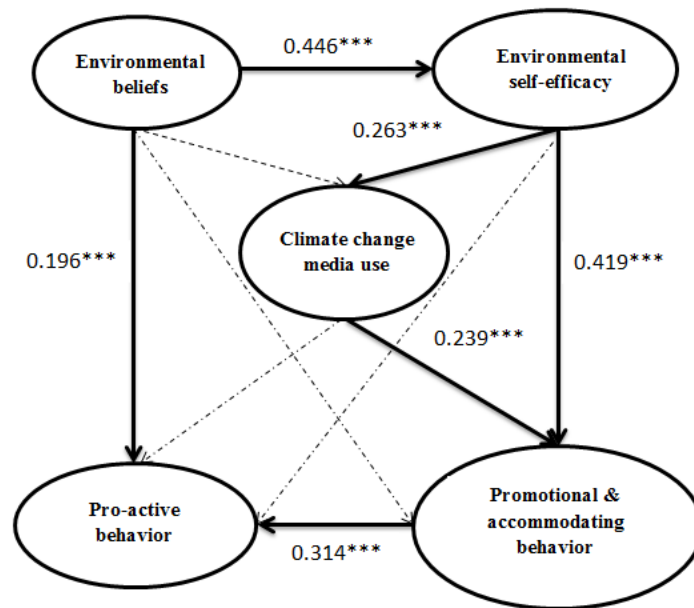 Environmental
beliefs
0.446***
Environmental
self-efficacy
0.263***
Climate change
media use
0.196***
0.419***
0.239***
Pro-active
behavior
0.314***
Promotional &
accommodating
behavior